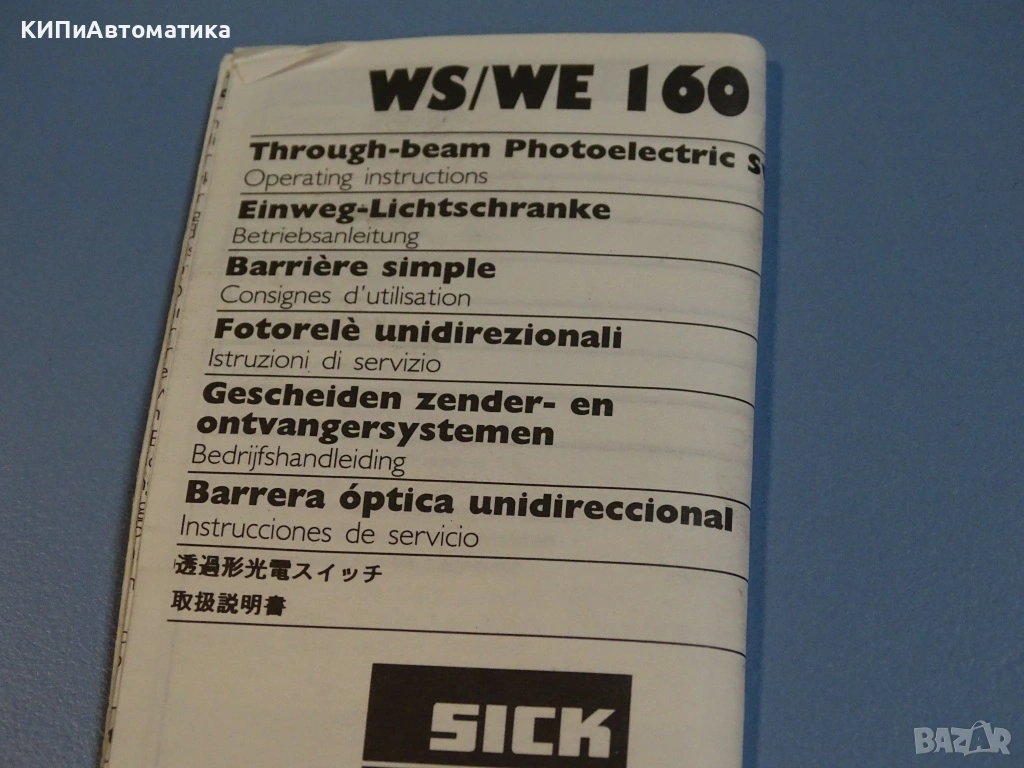 КИПиАвтоматика
WS/WE 160
Through-beam Photoelectric
Operating instructions
Einweg-Lichtschranke
Betriebsanleitung
Barrière simple
Consignes d'utilisation
Fotorelè unidirezionali
Istruzioni di servizio
Gescheiden zender- en
ontvangersystemen
Bedrijfshandleiding
Barrera óptica unidireccional
Instrucciones de servicio
透過形光電スイッチ
取扱説明書
SICK
BAZAR